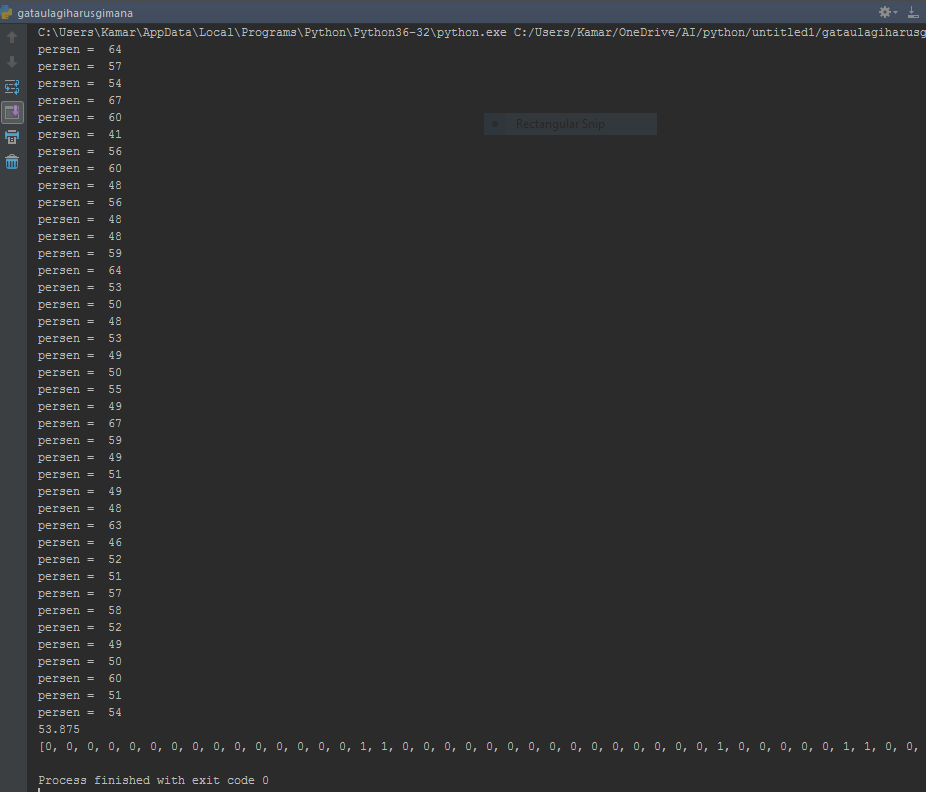 gataulagiharusgimana
C:\Users\Kamar\AppData\Local\Programs\Python\Python36-32\python.exe C:/Users/Kamar/OneDrive/AI/python/untitled1/gataulagiharusg
persen =  64
persen =  57
persen =  54
persen =  67
persen =  60
Rectangular Snip
persen =  41
persen =  56
persen =  60
persen =  48
persen =  56
persen =  48
persen =  48
persen =  59
persen =  64
persen =  53
persen =  50
persen =  48
persen =  53
persen =  49
persen =  50
persen =  55
persen =  49
persen =  67
persen =  59
persen =  49
persen =  51
persen =  49
persen =  48
persen =  63
persen =  46
persen =  52
persen =  51
persen =  57
persen =  58
persen =  52
persen =  49
persen =  50
persen =  60
persen =  51
persen =  54
53.875
[0, 0, 0, 0, 0, 0, 0, 0, 0, 0, 0, 0, 0, 0, 0, 1, 1, 0, 0, 0, 0, 0, 0, 0, 0, 0, 0, 0, 0, 0, 0, 0, 1, 0, 0, 0, 0, 0, 1, 1, 0, 0,
Process finished with exit code 0